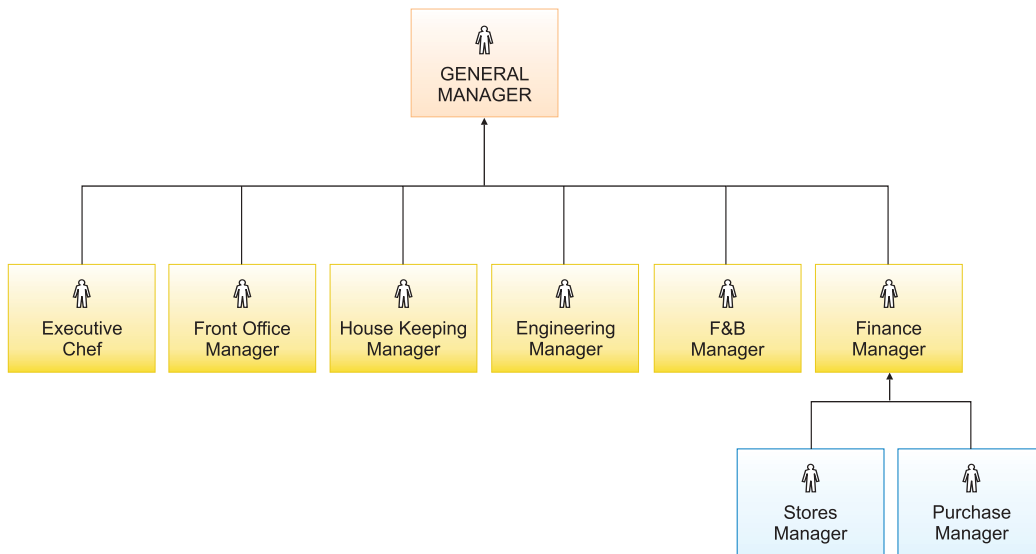 GENERAL
MANAGER
Executive
Chef
Front Office
Manager
House Keeping
Manager
Engineering
Manager
F&B
Manager
Finance
Manager
Stores
Manager
Purchase
Manager